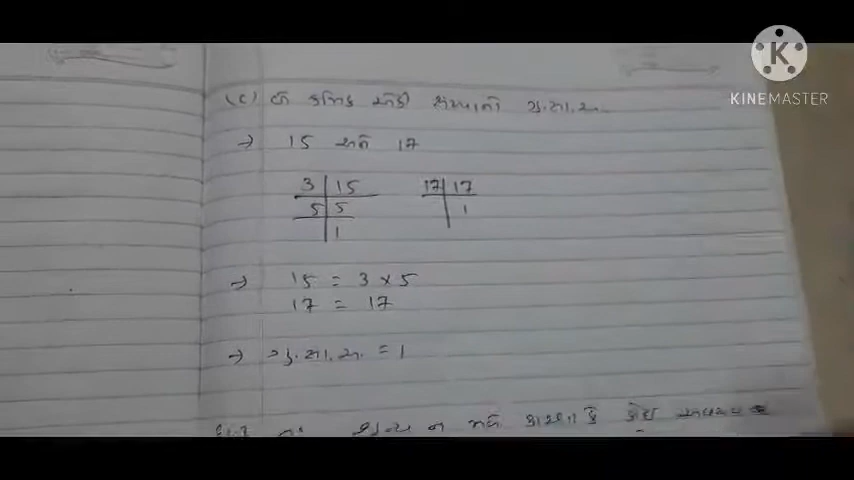 (c) બે ક્રમિક એકી સંખ્યાનો ગુ.સા.અ.
→ 15 અને 17
3 | 15    17 | 17
5 | 5    | 1
| 1
→ 15 = 3 × 5
17 = 17
→ ગુ.સા.અ. = 1
K
KINEMASTER